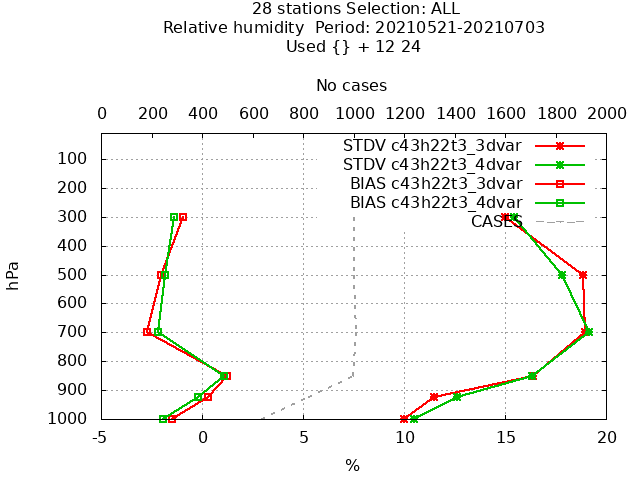 28 stations Selection: ALL
Relative humidity  Period: 20210521-20210703
Used {} + 12 24
No cases
0 200 400 600 800 1000 1200 1400 1600 1800 2000
STDV c43h22t3_3dvar
STDV c43h22t3_4dvar
BIAS c43h22t3_3dvar
BIAS c43h22t3_4dvar
CASES
hPa
100
200
300
400
500
600
700
800
900
1000
-5 0 5 10 15 20
%